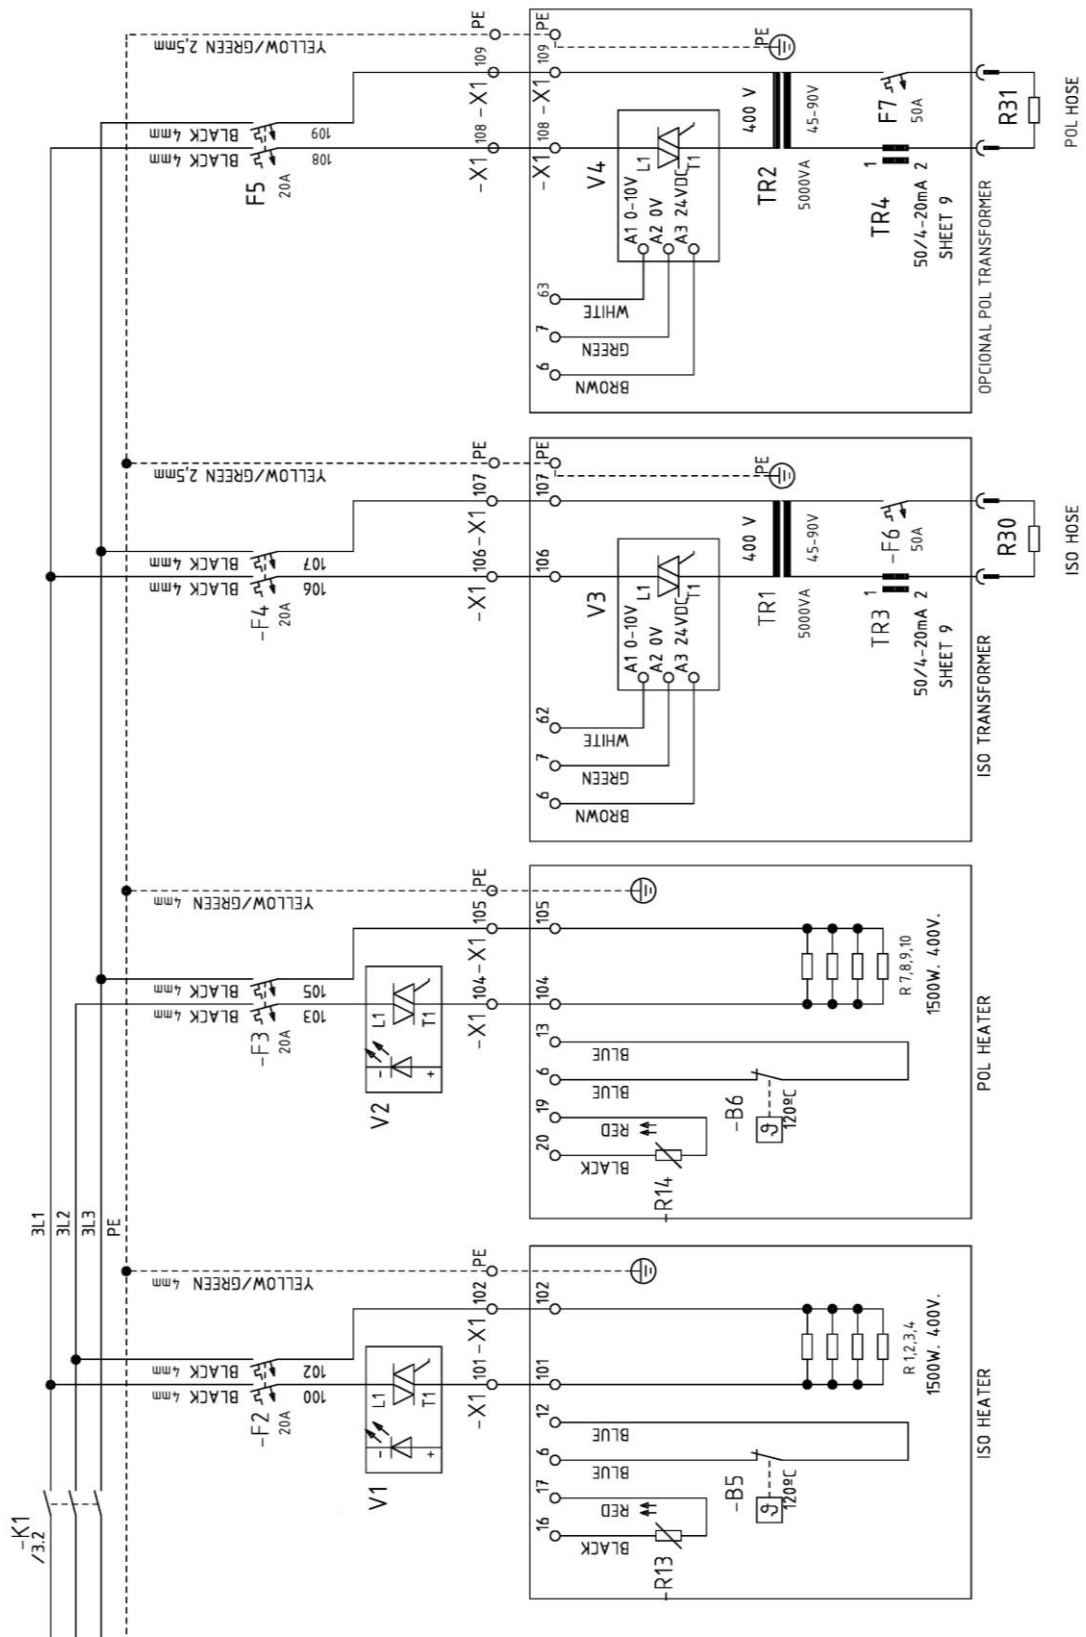 -K1
/3.2
3L1
3L2
3L3
PE
BLACK 4mm
BLACK 4mm
-F2
20A
100
102
YELLOW/GREEN 4mm
V1
L1
T1
-
+
-X1
101
-X1
102
PE
16
17
6
12
101
102
BLACK
RED
BLUE
BLUE
-R13
-B5
ϑ
120ºC
R 1,2,3,4
1500W. 400V.
ISO HEATER
BLACK 4mm
BLACK 4mm
-F3
20A
103
105
YELLOW/GREEN 4mm
V2
L1
T1
-
+
-X1
104
-X1
105
PE
20
19
6
13
104
105
BLACK
RED
BLUE
BLUE
-R14
-B6
ϑ
120ºC
R 7,8,9,10
1500W. 400V.
POL HEATER
BLACK 4mm
BLACK 4mm
-F4
20A
106
107
YELLOW/GREEN 2,5mm
-X1
106
-X1
107
PE
6
7
62
106
107
PE
BROWN
GREEN
WHITE
V3
A1 0-10V
A2 0V
A3 24VDC
L1
T1
PE
TR1
400 V
5000VA
45-90V
TR3
1
2
50/4-20mA
SHEET 9
-F6
50A
ISO TRANSFORMER
R30
ISO HOSE
BLACK 4mm
BLACK 4mm
F5
20A
108
109
YELLOW/GREEN 2,5mm
-X1
108
-X1
109
PE
6
7
63
-X1
108
-X1
109
PE
BROWN
GREEN
WHITE
V4
A1 0-10V
A2 0V
A3 24VDC
L1
T1
PE
TR2
400 V
5000VA
45-90V
TR4
1
2
50/4-20mA
SHEET 9
F7
50A
OPCIONAL POL TRANSFORMER
R31
POL HOSE